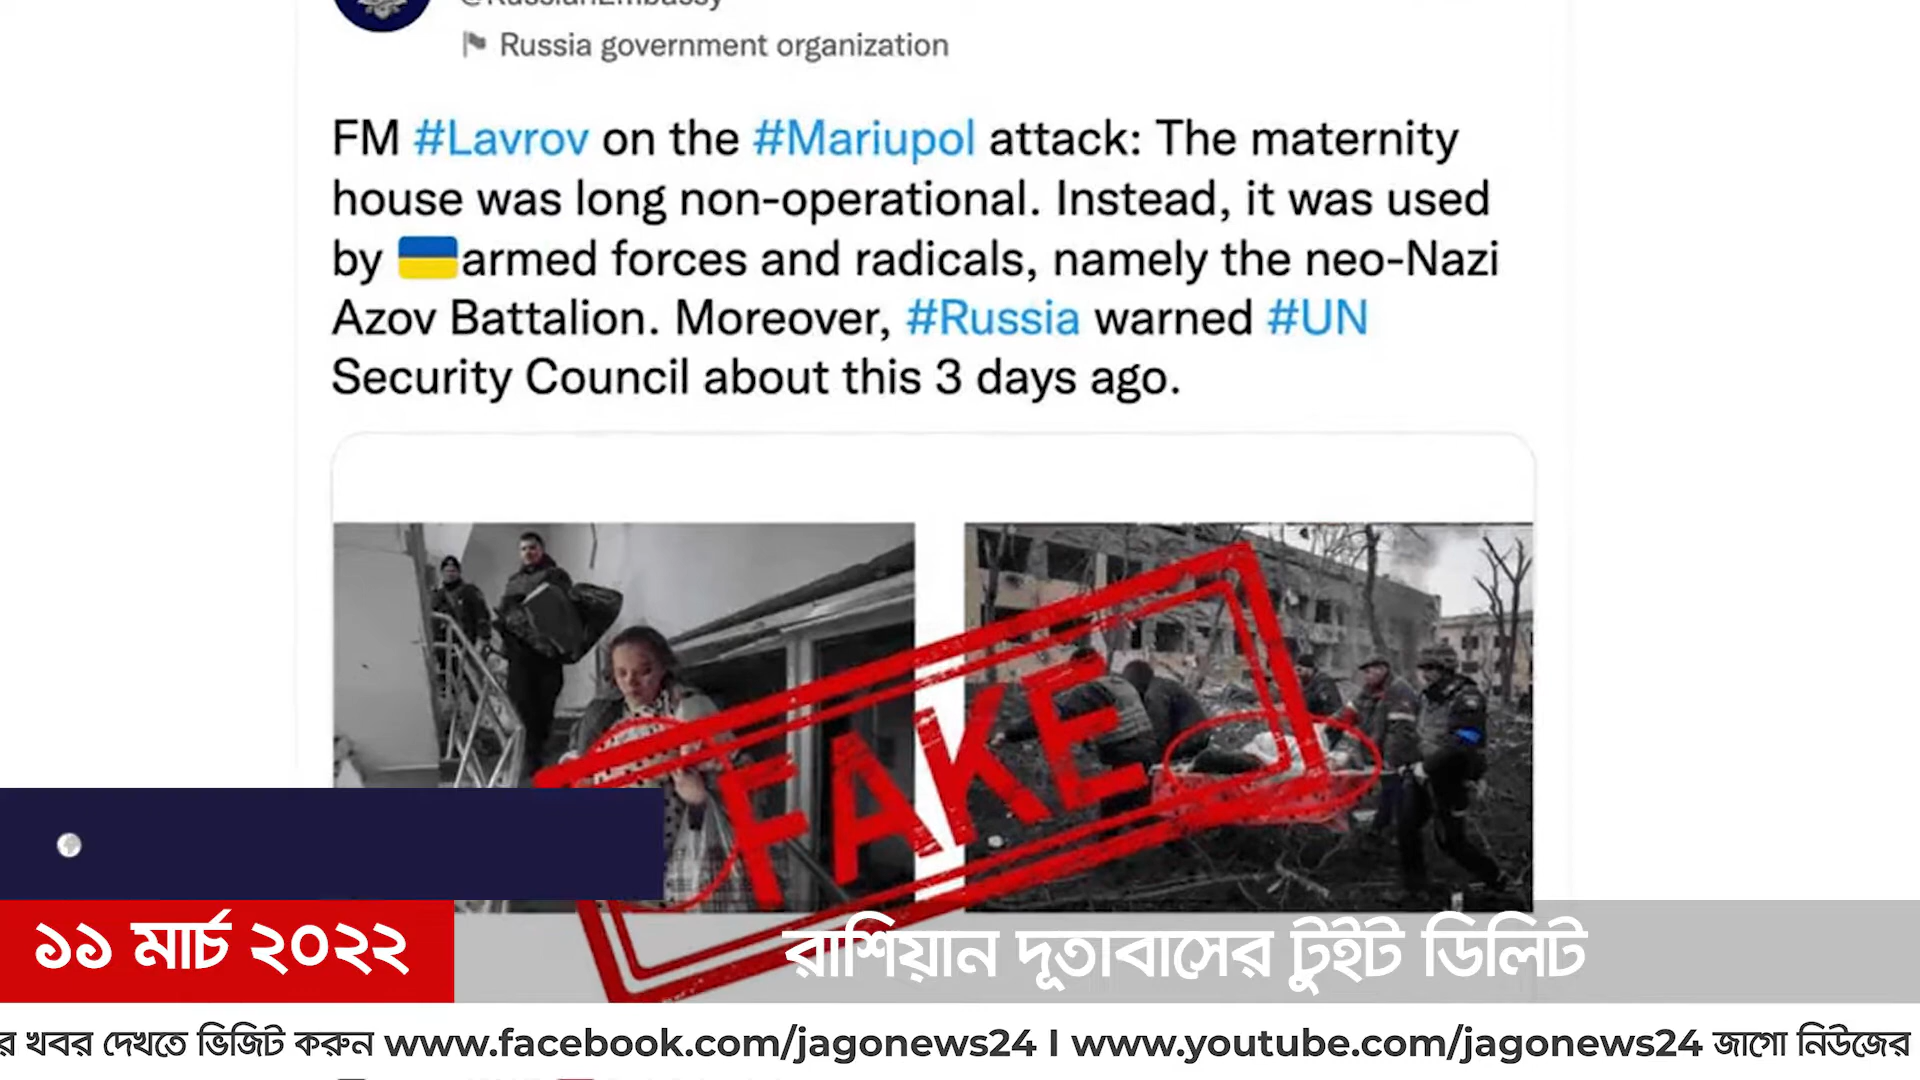 @RussianEmbassy
Russia government organization
FM #Lavrov on the #Mariupol attack: The maternity
house was long non-operational. Instead, it was used
by armed forces and radicals, namely the neo-Nazi
Azov Battalion. Moreover, #Russia warned #UN
Security Council about this 3 days ago.
FAKE
১১ মার্চ ২০২২
রাশিয়ান দূতাবাসের টুইট ডিলিট
র খবর দেখতে ভিজিট করুন www.facebook.com/jagonews24 I www.youtube.com/jagonews24 জাগো নিউজের